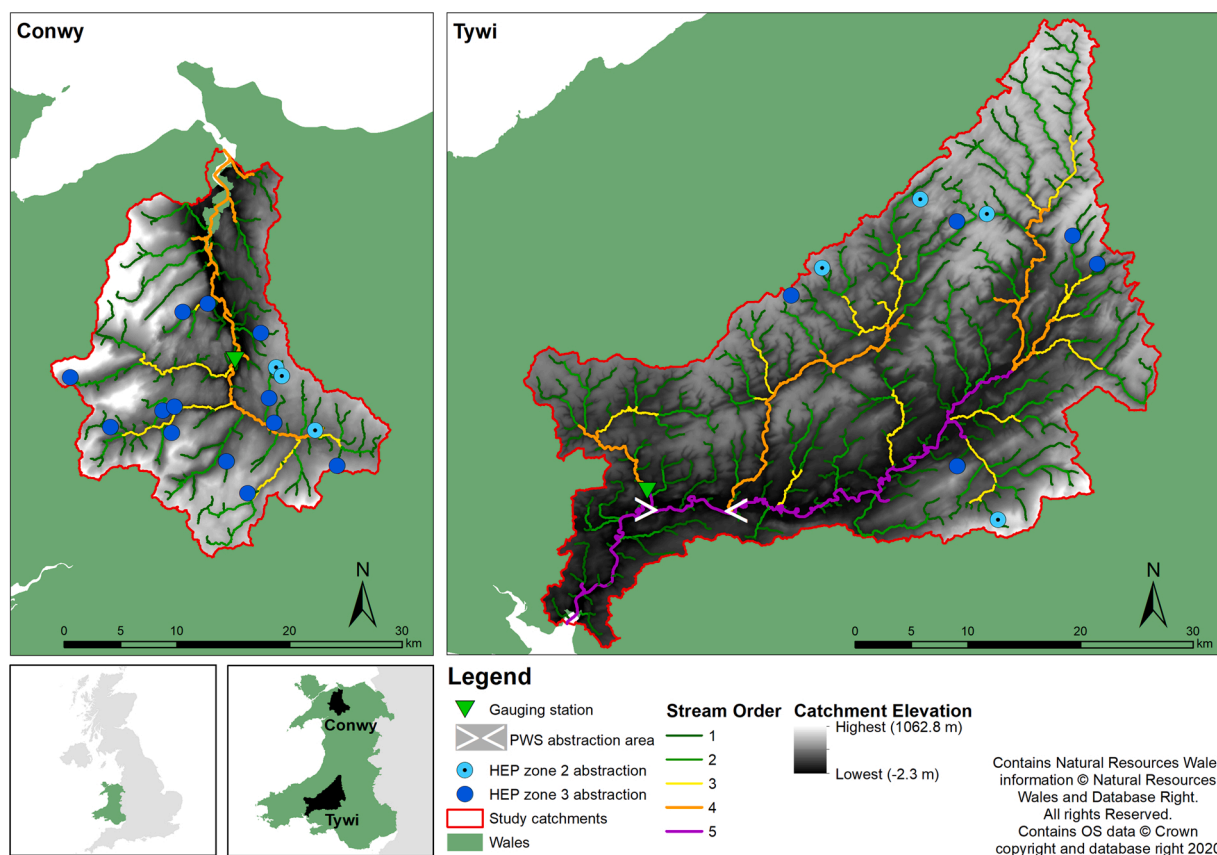 Conwy
Tywi
N
0 5 10 20 30
km
N
0 5 10 20 30
km
Conwy
Tywi
Legend
Gauging station
PWS abstraction area
HEP zone 2 abstraction
HEP zone 3 abstraction
Study catchments
Wales
Stream Order
1
2
3
4
5
Catchment Elevation
Highest (1062.8 m)
Lowest (-2.3 m)
Contains Natural Resources Wale
information © Natural Resources
Wales and Database Right.
All rights Reserved.
Contains OS data © Crown
copyright and database right 2020